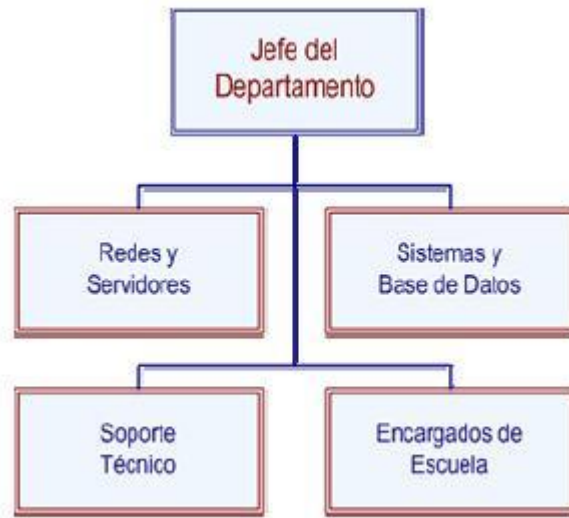 Jefe del
Departamento
Redes y
Servidores
Sistemas y
Base de Datos
Soporte
Técnico
Encargados de
Escuela